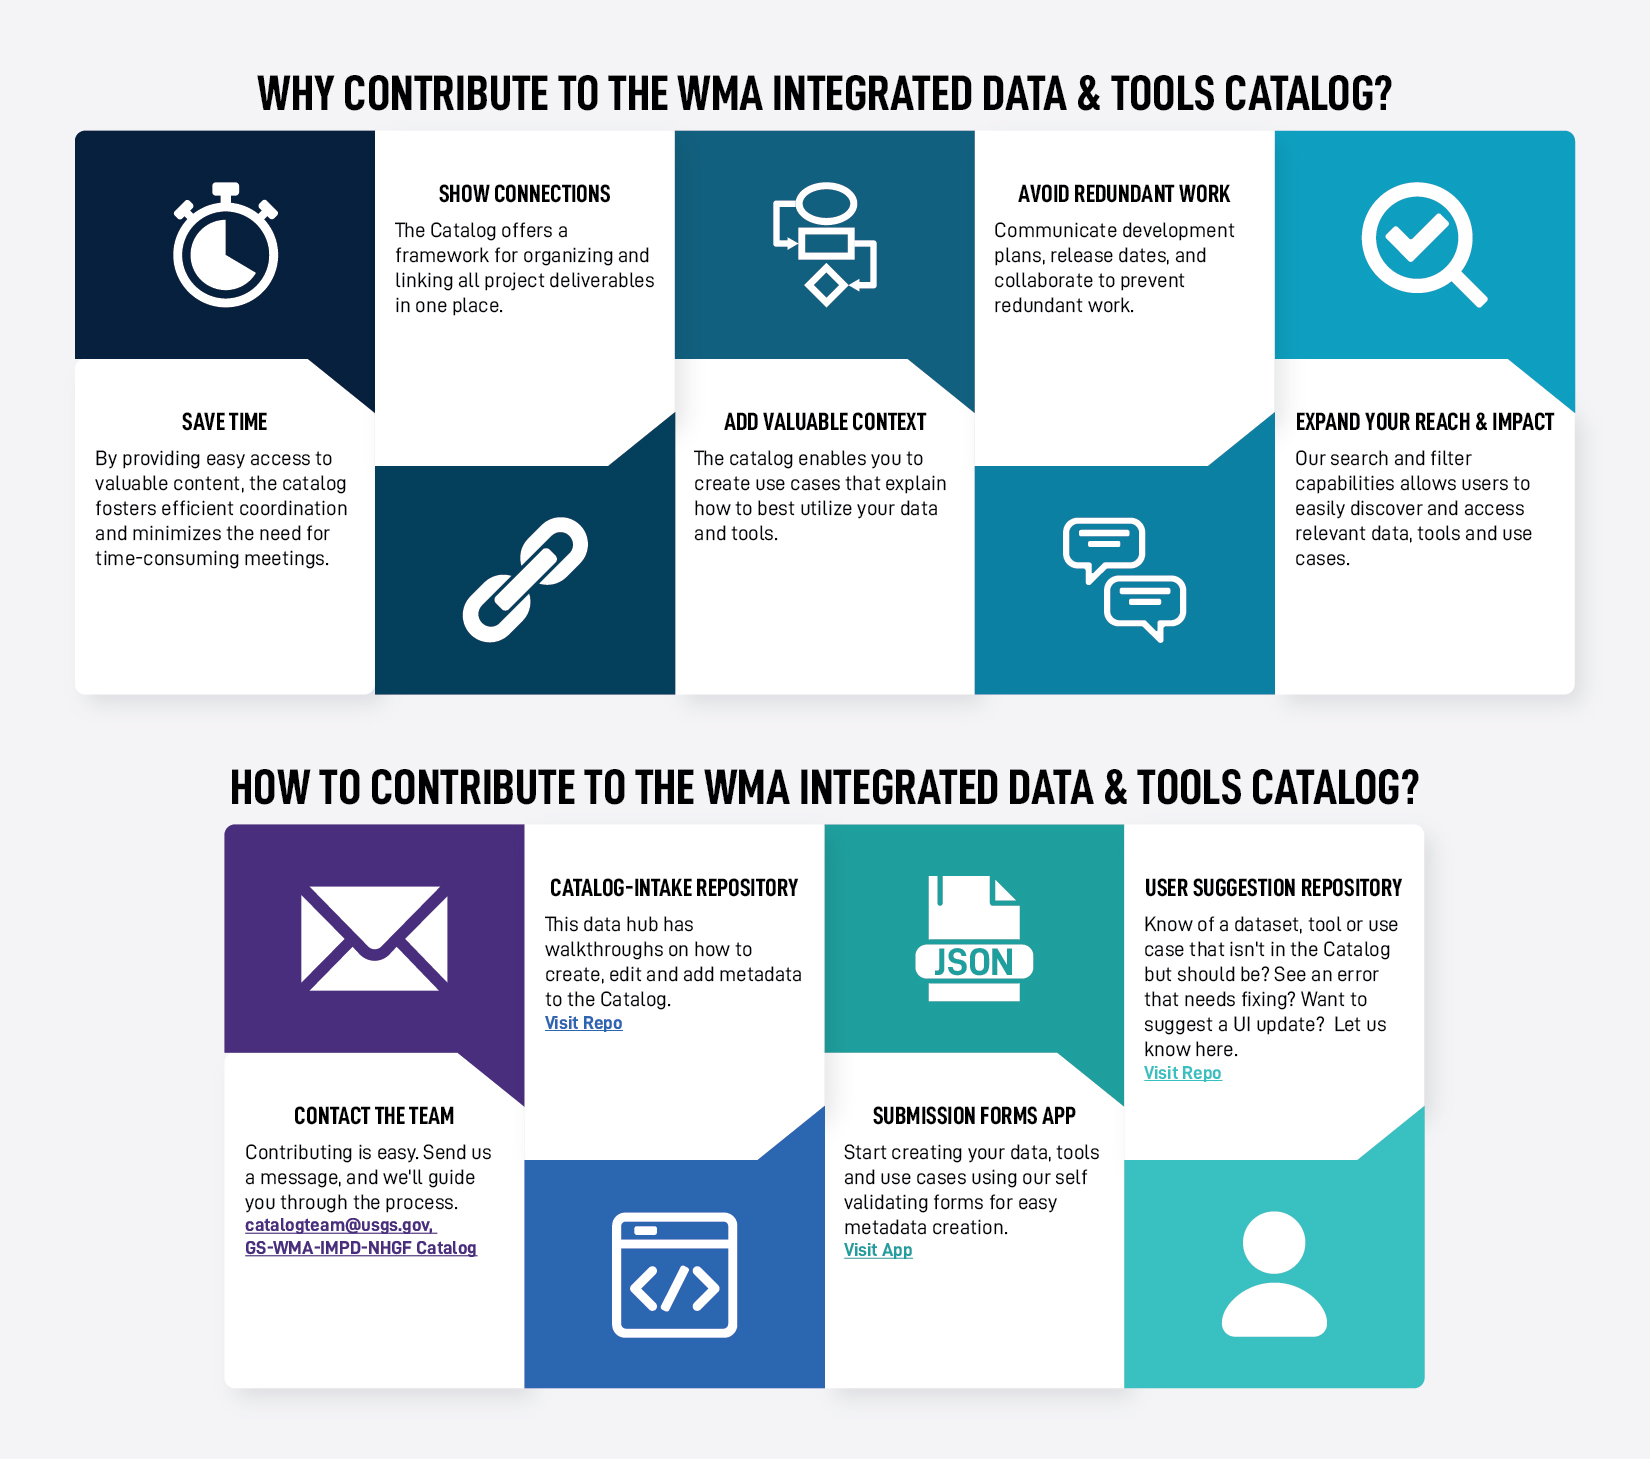 WHY CONTRIBUTE TO THE WMA INTEGRATED DATA & TOOLS CATALOG?
SAVE TIME
By providing easy access to
valuable content, the catalog
fosters efficient coordination
and minimizes the need for
time-consuming meetings.
SHOW CONNECTIONS
The Catalog offers a
framework for organizing and
linking all project deliverables
in one place.
ADD VALUABLE CONTEXT
The catalog enables you to
create use cases that explain
how to best utilize your data
and tools.
AVOID REDUNDANT WORK
Communicate development
plans, release dates, and
collaborate to prevent
redundant work.
EXPAND YOUR REACH & IMPACT
Our search and filter
capabilities allows users to
easily discover and access
relevant data, tools and use
cases.
HOW TO CONTRIBUTE TO THE WMA INTEGRATED DATA & TOOLS CATALOG?
CONTACT THE TEAM
Contributing is easy. Send us
a message, and we'll guide
you through the process.
catalogteam@usgs.gov,
GS-WMA-IMPD-NHGF Catalog
CATALOG-INTAKE REPOSITORY
This data hub has
walkthroughs on how to
create, edit and add metadata
to the Catalog.
Visit Repo
JSON
SUBMISSION FORMS APP
Start creating your data, tools
and use cases using our self
validating forms for easy
metadata creation.
Visit App
USER SUGGESTION REPOSITORY
Know of a dataset, tool or use
case that isn't in the Catalog
but should be? See an error
that needs fixing? Want to
suggest a UI update?  Let us
know here.
Visit Repo